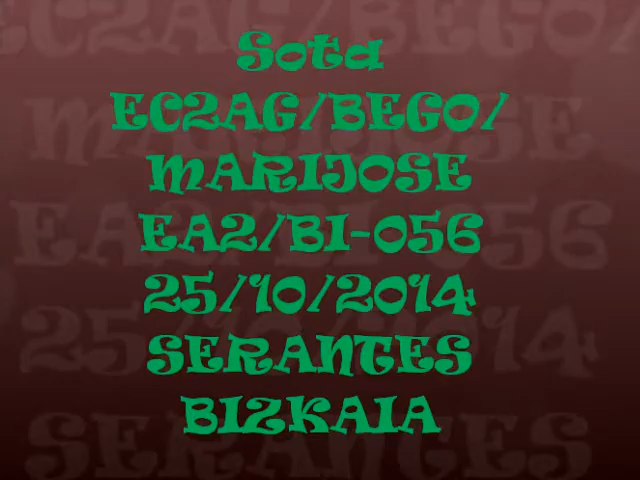 Sota
EC2AG/BEGO/
MARIJOSE
EA2/BI-056
25/10/2014
SERANTES
BIZKAIA